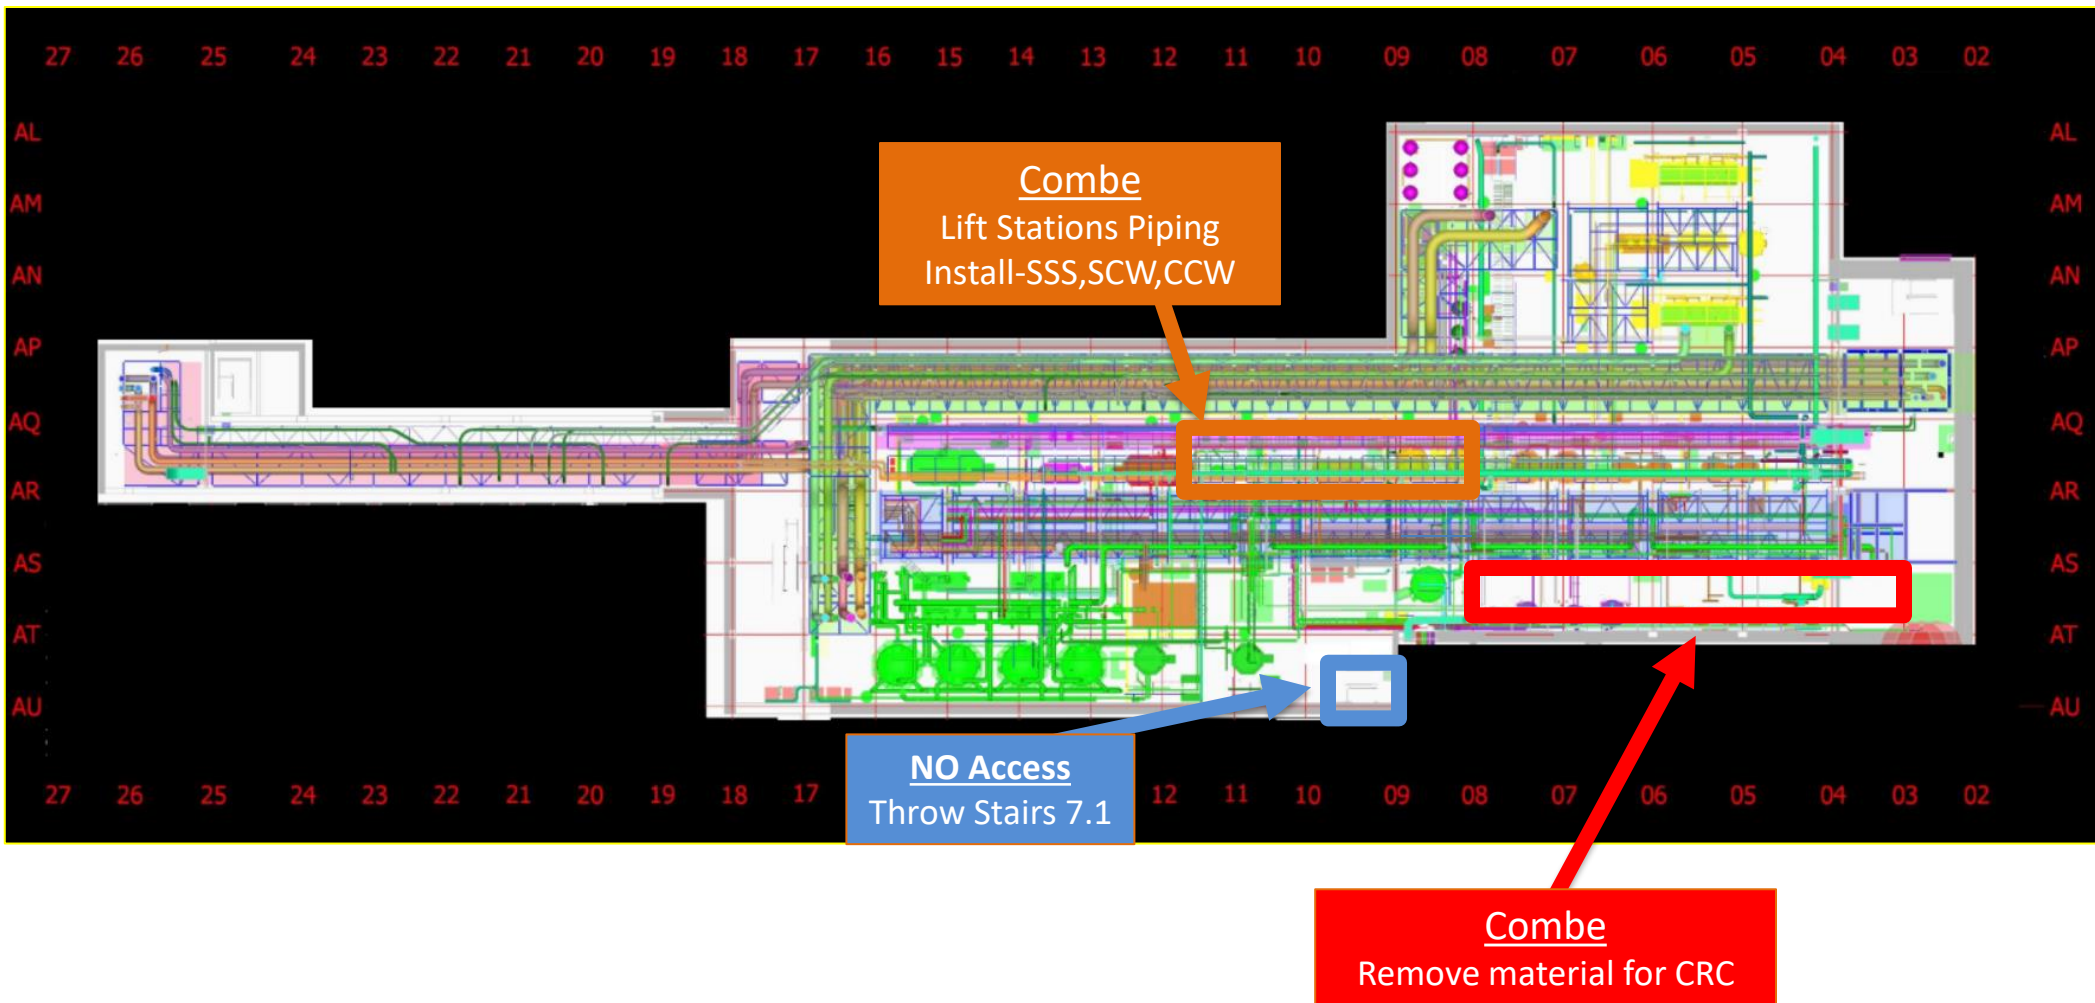 27 26 25 24 23 22 21 20 19 18 17 16 15 14 13 12 11 10 09 08 07 06 05 04 03 02
AL AL
AM AM
AN AN
AP AP
AQ AQ
AR AR
AS AS
AT AT
AU AU
Combe
Lift Stations Piping
Install-SSS,SCW,CCW
NO Access
Throw Stairs 7.1
27 26 25 24 23 22 21 20 19 18 17 12 11 10 09 08 07 06 05 04 03 02
Combe
Remove material for CRC